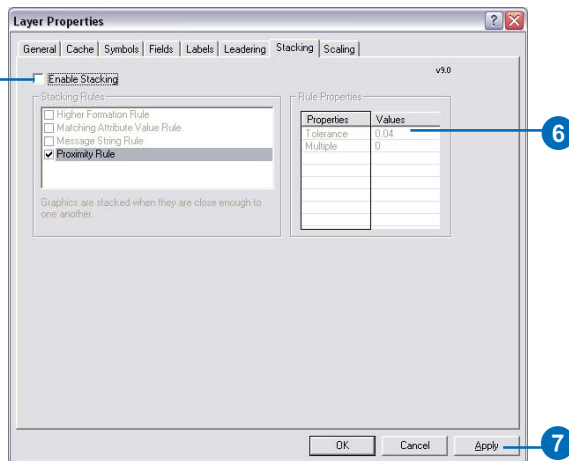 Layer Properties
General Cache Symbols Fields Labels Leadering Stacking Scaling
v9.0
Enable Stacking
Stacking Rules
Higher Formation Rule
Matching Attribute Value Rule
Message String Rule
Proximity Rule
Graphics are stacked when they are close enough to
one another.
Rule Properties
Properties Values
Tolerance 0.04
Multiple 0
6
OK Cancel Apply
7